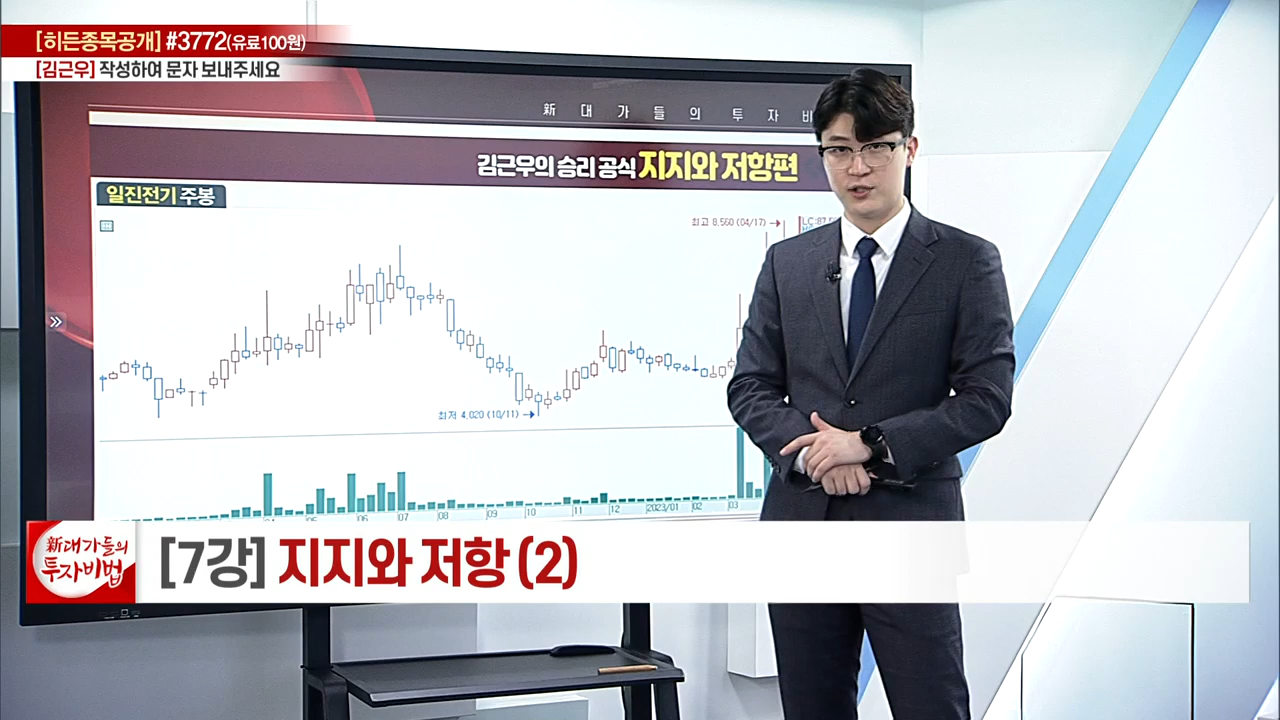 [히든종목공개] #3772(유료100원)
[김근우] 작성하여 문자 보내주세요
新 대 가 들 의 투 자 비
김근우의 승리 공식 지지와 저항편
일진전기 주봉
최고 8,560 (04/17)
LC:87.
최저 4,020 (10/11)
04 05 06 07 08 09 10 11 12 2023/01 02 03
新대가들의
투자비법
[7강] 지지와 저항 (2)